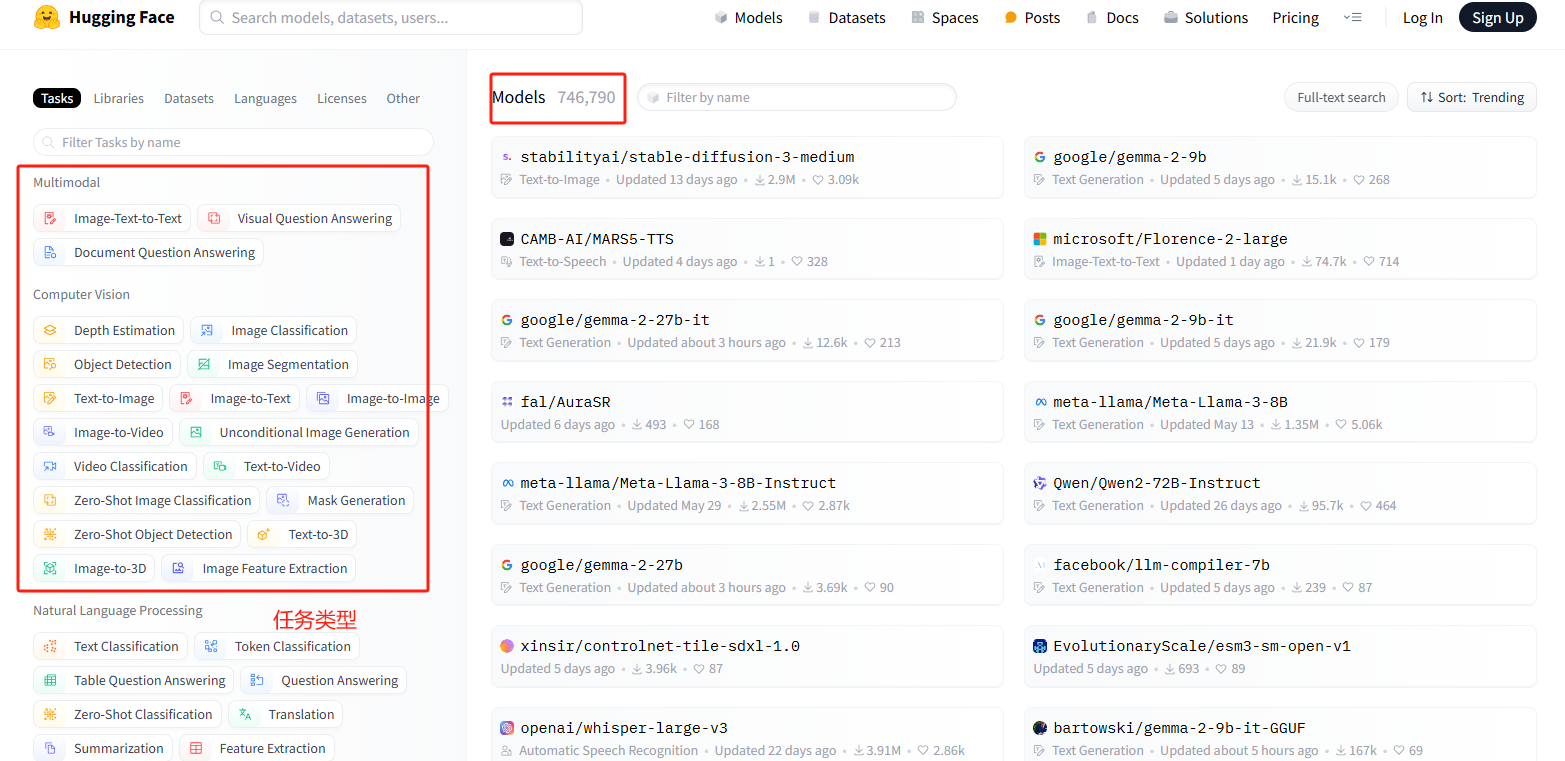 Hugging Face
Search models, datasets, users...
Models Datasets Spaces Posts Docs Solutions Pricing Log In Sign Up
Tasks Libraries Datasets Languages Licenses Other
Filter Tasks by name
Multimodal
Image-Text-to-Text Visual Question Answering
Document Question Answering
Computer Vision
Depth Estimation Image Classification
Object Detection Image Segmentation
Text-to-Image Image-to-Text Image-to-Image
Image-to-Video Unconditional Image Generation
Video Classification Text-to-Video
Zero-Shot Image Classification Mask Generation
Zero-Shot Object Detection Text-to-3D
Image-to-3D Image Feature Extraction
Natural Language Processing
任务类型
Text Classification Token Classification
Table Question Answering Question Answering
Zero-Shot Classification Translation
Summarization Feature Extraction
Models 746,790 Filter by name Full-text search Sort: Trending
stabilityai/stable-diffusion-3-medium
Text-to-Image • Updated 13 days ago • 2.9M • 3.09k
google/gemma-2-9b
Text Generation • Updated 5 days ago • 15.1k • 268
CAMB-AI/MARS5-TTS
Text-to-Speech • Updated 4 days ago • 1 • 328
microsoft/Florence-2-large
Image-Text-to-Text • Updated 1 day ago • 74.7k • 714
google/gemma-2-27b-it
Text Generation • Updated about 3 hours ago • 12.6k • 213
google/gemma-2-9b-it
Text Generation • Updated 5 days ago • 21.9k • 179
fal/AuraSR
Updated 6 days ago • 493 • 168
meta-llama/Meta-Llama-3-8B
Text Generation • Updated May 13 • 1.35M • 5.06k
meta-llama/Meta-Llama-3-8B-Instruct
Text Generation • Updated May 29 • 2.55M • 2.87k
Qwen/Qwen2-72B-Instruct
Text Generation • Updated 26 days ago • 95.7k • 464
google/gemma-2-27b
Text Generation • Updated about 3 hours ago • 3.69k • 90
facebook/llm-compiler-7b
Text Generation • Updated 5 days ago • 239 • 87
xinsir/controlnet-tile-sdxl-1.0
Updated 5 days ago • 3.96k • 87
EvolutionaryScale/esm3-sm-open-v1
Updated 5 days ago • 693 • 89
openai/whisper-large-v3
Automatic Speech Recognition • Updated 22 days ago • 3.91M • 2.86k
bartowski/gemma-2-9b-it-GGUF
Text Generation • Updated about 5 hours ago • 167k • 69